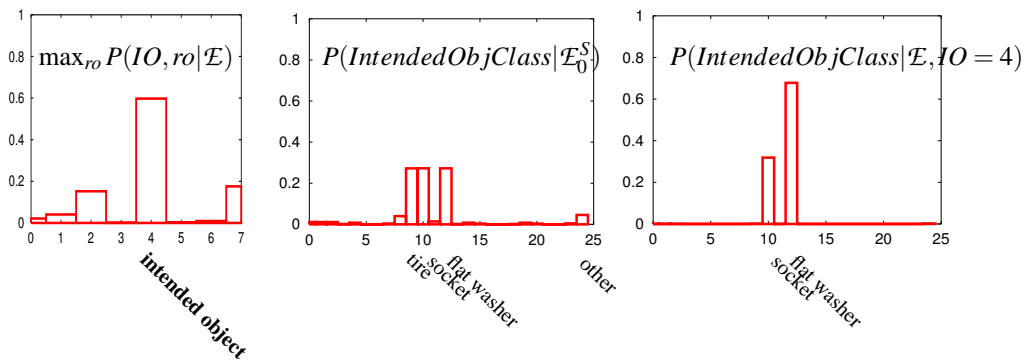 max_ro P(IO, ro|ℰ)
1
0.8
0.6
0.4
0.2
0
0 1 2 3 4 5 6 7
intended object
P(IntendedObjClass|ℰ_0^S)
1
0.8
0.6
0.4
0.2
0
0 5 10 15 20 25
tire
socket
flat washer
other
P(IntendedObjClass|ℰ, IO = 4)
1
0.8
0.6
0.4
0.2
0
0 5 10 15 20 25
socket
flat washer